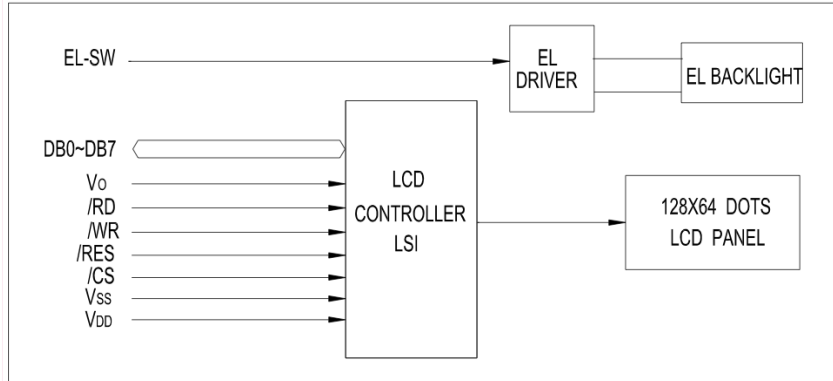 EL-SW
EL
DRIVER
EL BACKLIGHT
DB0~DB7
VO
/RD
/WR
/RES
/CS
VSS
VDD
LCD
CONTROLLER
LSI
128X64 DOTS
LCD PANEL